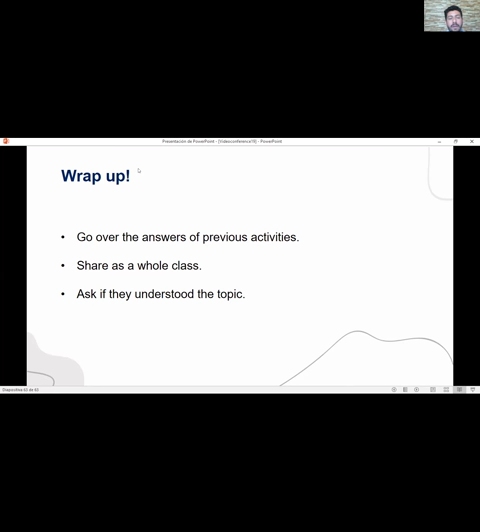 Presentación de PowerPoint - [Videoconferencia19] - PowerPoint
Wrap up!
• Go over the answers of previous activities.
• Share as a whole class.
• Ask if they understood the topic.
Diapositiva 63 de 63